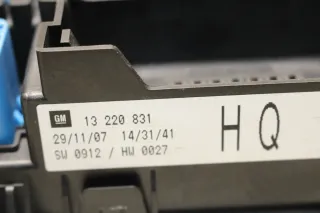 GM 13 220 831
29/11/07 14/31/41
SW 0912 / HW 0027
HQ